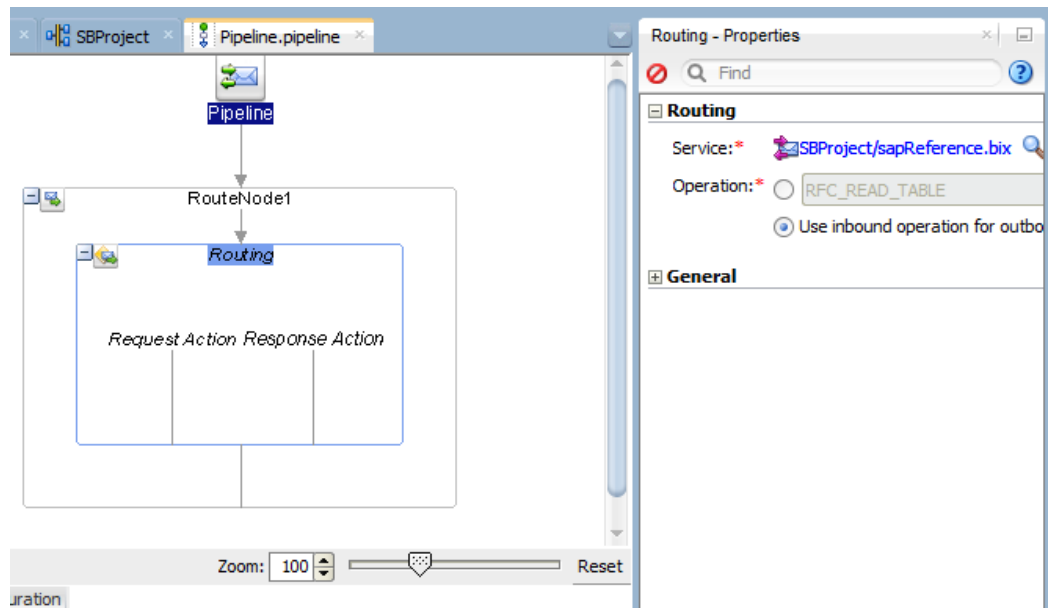 SBProject
Pipeline.pipeline
Pipeline
RouteNode1
Routing
Request Action Response Action
Zoom: 100 Reset
uration
Routing - Properties
Find
Routing
Service:* SBProject/sapReference.bix
Operation:* RFC_READ_TABLE
Use inbound operation for outbo
General